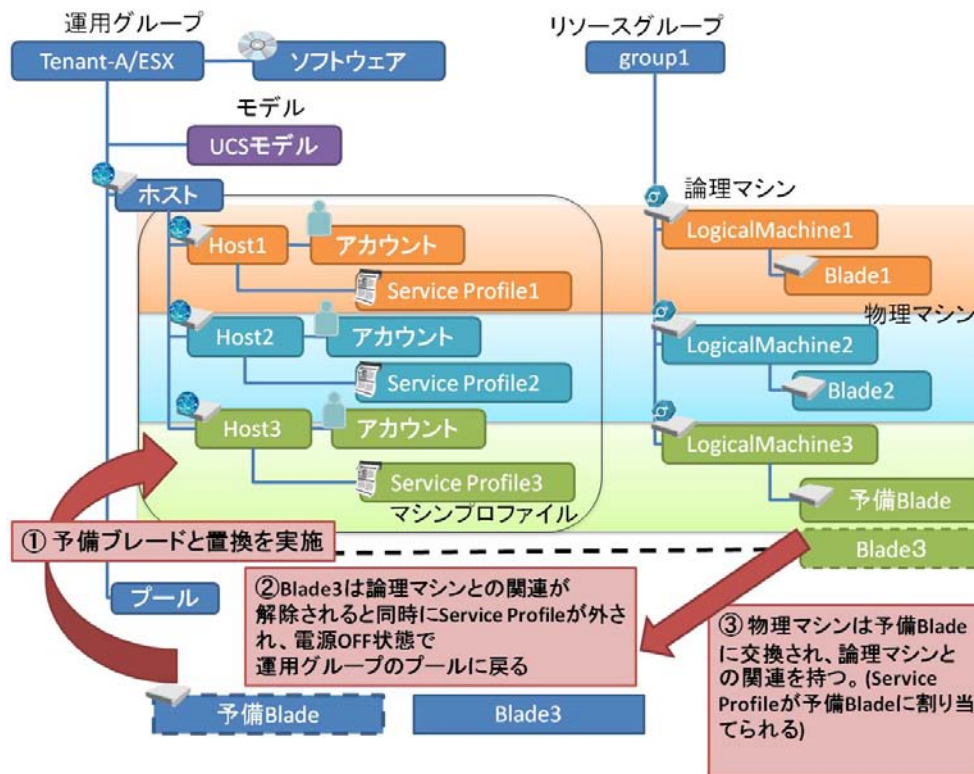 運用グループ
リソースグループ
Tenant-A/ESX
ソフトウェア
group1
モデル
UCSモデル
ホスト
論理マシン
Host1
アカウント
LogicalMachine1
Blade1
Service Profile1
物理マシン
Host2
アカウント
LogicalMachine2
Service Profile2
Blade2
Host3
アカウント
LogicalMachine3
Service Profile3
予備Blade
マシンプロファイル
① 予備ブレードと置換を実施
Blade3
プール
②Blade3は論理マシンとの関連が
解除されると同時にService Profileが外さ
れ、電源OFF状態で
運用グループのプールに戻る
③ 物理マシンは予備Blade
に交換され、論理マシンと
の関連を持つ。(Service
Profileが予備Bladeに割り当
てられる)
予備Blade
Blade3